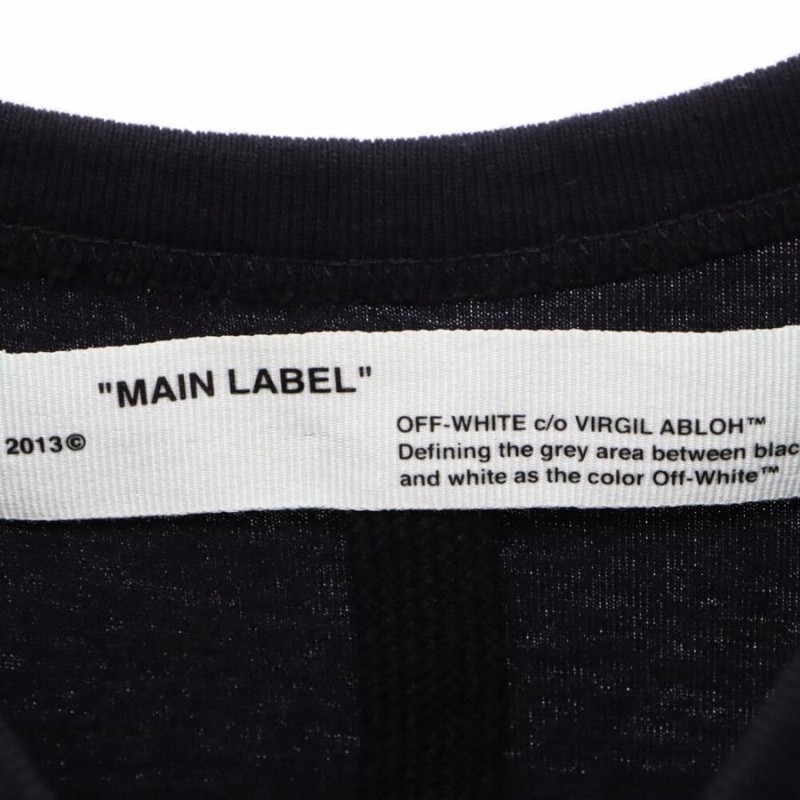 "MAIN LABEL"
2013©
OFF-WHITE c/o VIRGIL ABLOH™
Defining the grey area between blac
and white as the color Off-White™